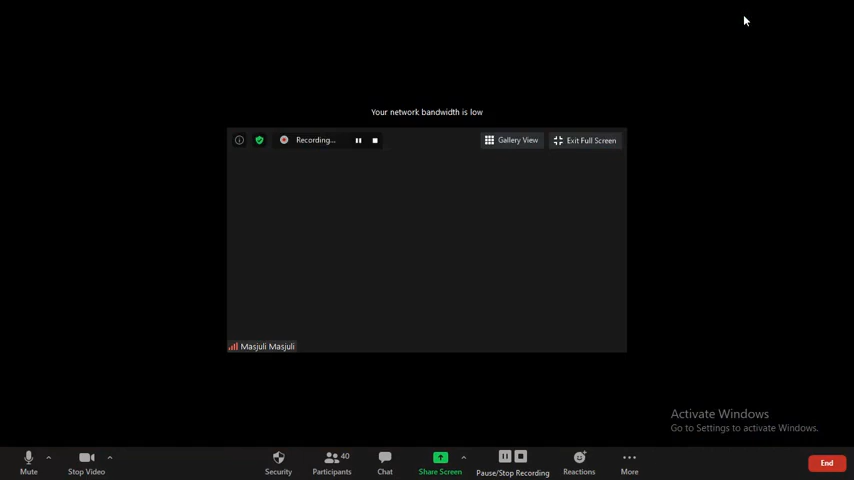 Your network bandwidth is low
Recording...
Gallery View
Exit Full Screen
Masjuli Masjuli
Activate Windows
Go to Settings to activate Windows.
40
Mute
Stop Video
Security
Participants
Chat
Share Screen
Pause/Stop Recording
Reactions
More
End